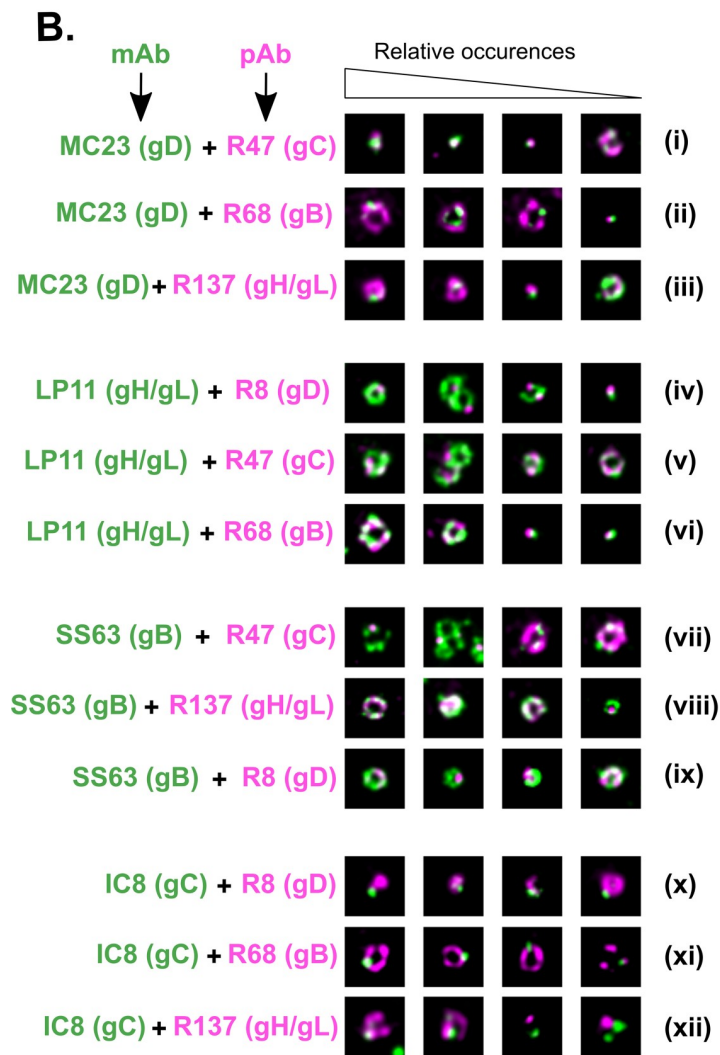 B.
mAb pAb Relative occurences
MC23 (gD) + R47 (gC) (i)
MC23 (gD) + R68 (gB) (ii)
MC23 (gD)+ R137 (gH/gL) (iii)
LP11 (gH/gL) + R8 (gD) (iv)
LP11 (gH/gL) + R47 (gC) (v)
LP11 (gH/gL) + R68 (gB) (vi)
SS63 (gB) + R47 (gC) (vii)
SS63 (gB) + R137 (gH/gL) (viii)
SS63 (gB) + R8 (gD) (ix)
IC8 (gC) + R8 (gD) (x)
IC8 (gC) + R68 (gB) (xi)
IC8 (gC) + R137 (gH/gL) (xii)